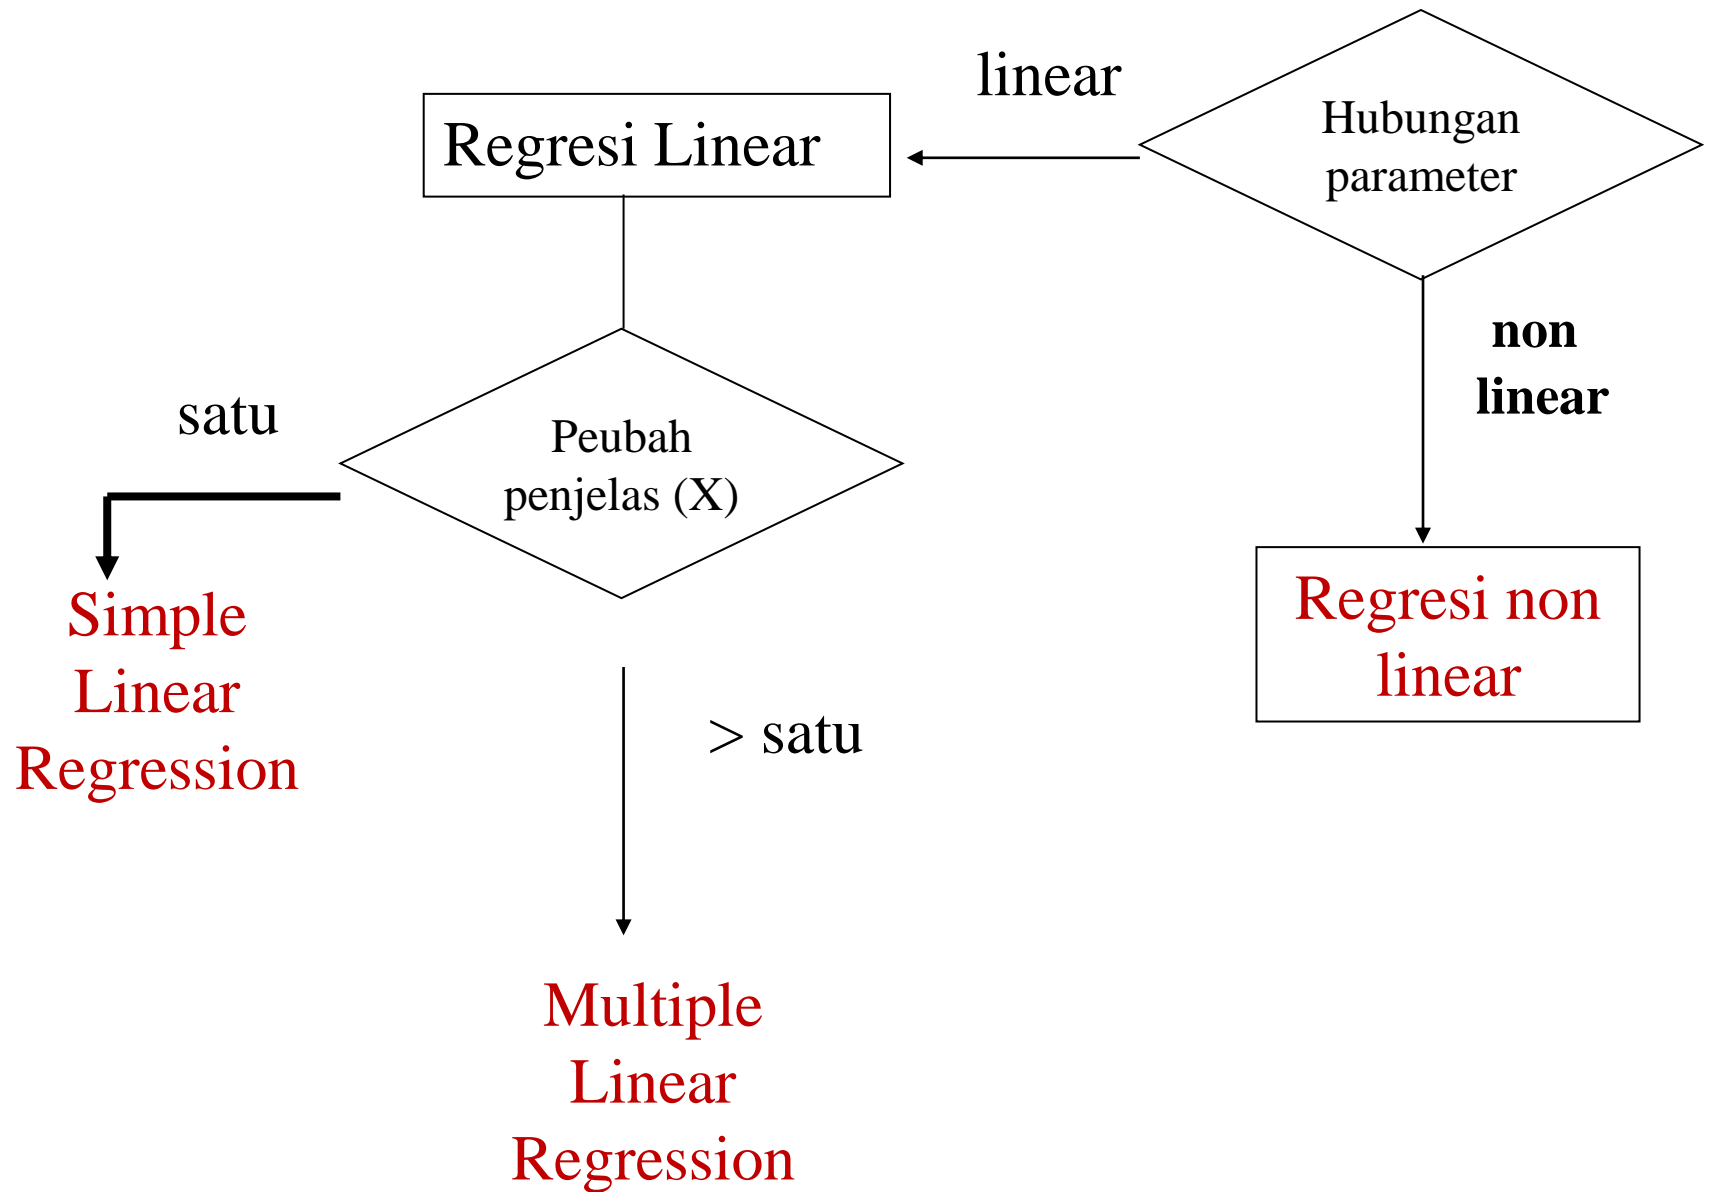 linear
Hubungan
parameter
Regresi Linear
non
linear
satu
Peubah
penjelas (X)
Regresi non
linear
Simple
Linear
Regression
> satu
Multiple
Linear
Regression